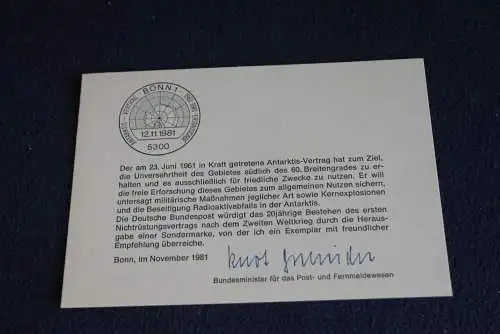 BONN 1
12.11.1981
5300
Der am 23. Juni 1961 in Kraft getretene Antarktis-Vertrag hat zum Ziel,
die Unversehrtheit des Gebietes südlich des 60. Breitengrades zu er-
halten und es ausschließlich für friedliche Zwecke zu nutzen. Er will
die freie Erforschung dieses Gebietes zum allgemeinen Nutzen sichern,
untersagt militärische Maßnahmen jeglicher Art sowie Kernexplosionen
und die Beseitigung Radioaktivabfalls in der Antarktis.
Die Deutsche Bundespost würdigt das 20jährige Bestehen des ersten
Nichtrüstungsvertrags nach dem Zweiten Weltkrieg durch die Heraus-
gabe einer Sondermarke, von der ich ein Exemplar mit freundlicher
Empfehlung überreiche.
Bonn, im November 1981
Bundesminister für das Post- und Fernmeldewesen